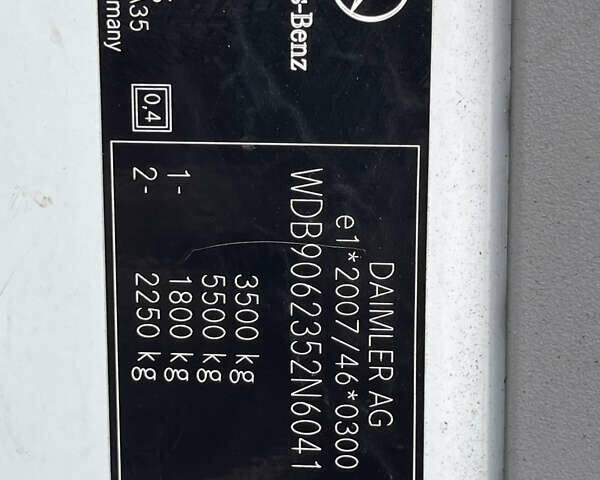 s-Benz
A35
many
0,4
DAIMLER AG
e1*2007/46*0300
WDB9062352N6041
3500 kg
5500 kg
1- 1800 kg
2- 2250 kg